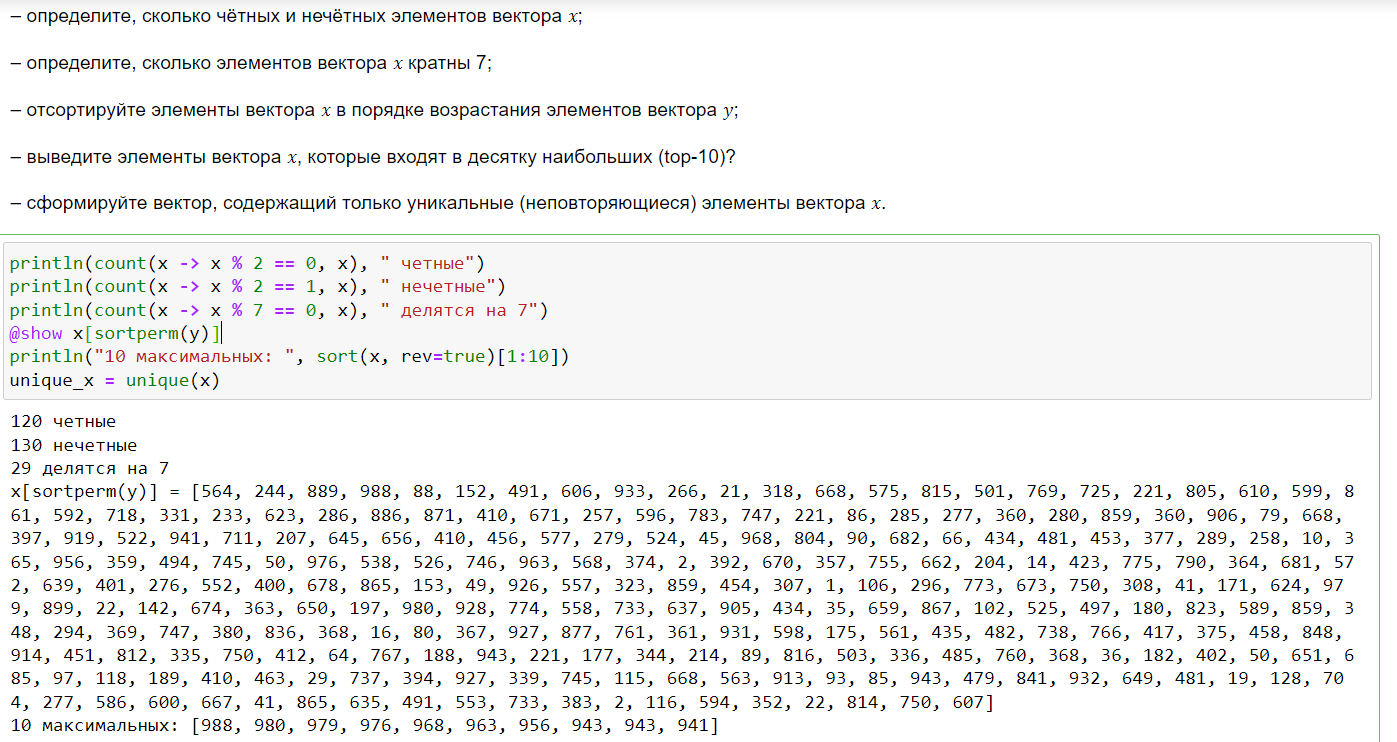 – определите, сколько чётных и нечётных элементов вектора x;
– определите, сколько элементов вектора x кратны 7;
– отсортируйте элементы вектора x в порядке возрастания элементов вектора y;
– выведите элементы вектора x, которые входят в десятку наибольших (top-10)?
– сформируйте вектор, содержащий только уникальные (неповторяющиеся) элементы вектора x.
println(count(x -> x % 2 == 0, x), " четные")
println(count(x -> x % 2 == 1, x), " нечетные")
println(count(x -> x % 7 == 0, x), " делятся на 7")
@show x[sortperm(y)]
println("10 максимальных: ", sort(x, rev=true)[1:10])
unique_x = unique(x)
120 четные
130 нечетные
29 делятся на 7
x[sortperm(y)] = [564, 244, 889, 988, 88, 152, 491, 606, 933, 266, 21, 318, 668, 575, 815, 501, 769, 725, 221, 805, 610, 599, 8
61, 592, 718, 331, 233, 623, 286, 886, 871, 410, 671, 257, 596, 783, 747, 221, 86, 285, 277, 360, 280, 859, 360, 906, 79, 668,
397, 919, 522, 941, 711, 207, 645, 656, 410, 456, 577, 279, 524, 45, 968, 804, 90, 682, 66, 434, 481, 453, 377, 289, 258, 10, 3
65, 956, 359, 494, 745, 50, 976, 538, 526, 746, 963, 568, 374, 2, 392, 670, 357, 755, 662, 204, 14, 423, 775, 790, 364, 681, 57
2, 639, 401, 276, 552, 400, 678, 865, 153, 49, 926, 557, 323, 859, 454, 307, 1, 106, 296, 773, 673, 750, 308, 41, 171, 624, 97
9, 899, 22, 142, 674, 363, 650, 197, 980, 928, 774, 558, 733, 637, 905, 434, 35, 659, 867, 102, 525, 497, 180, 823, 589, 859, 3
48, 294, 369, 747, 380, 836, 368, 16, 80, 367, 927, 877, 761, 361, 931, 598, 175, 561, 435, 482, 738, 766, 417, 375, 458, 848,
914, 451, 812, 335, 750, 412, 64, 767, 188, 943, 221, 177, 344, 214, 89, 816, 503, 336, 485, 760, 368, 36, 182, 402, 50, 651, 6
85, 97, 118, 189, 410, 463, 29, 737, 394, 927, 339, 745, 115, 668, 563, 913, 93, 85, 943, 479, 841, 932, 649, 481, 19, 128, 70
4, 277, 586, 600, 667, 41, 865, 635, 491, 553, 733, 383, 2, 116, 594, 352, 22, 814, 750, 607]
10 максимальных: [988, 980, 979, 976, 968, 963, 956, 943, 943, 941]